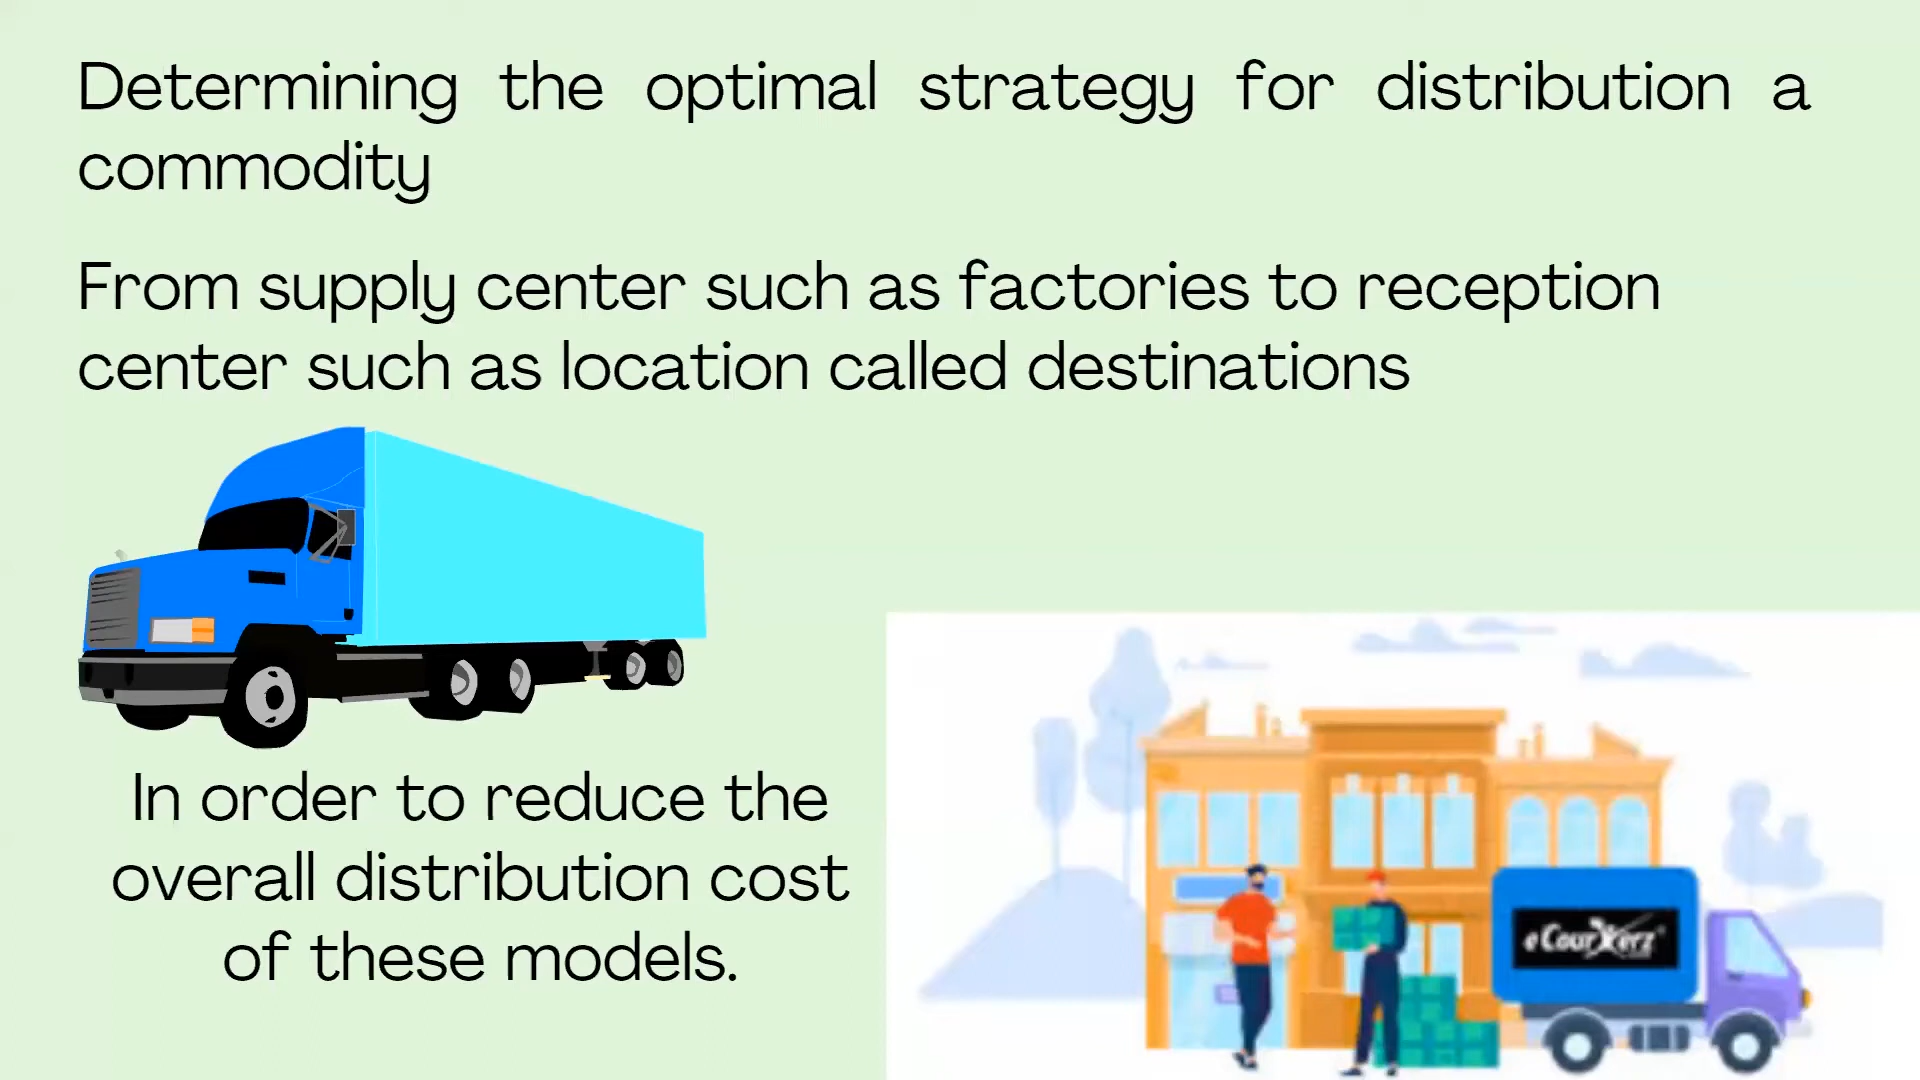 Determining the optimal strategy for distribution a
commodity
From supply center such as factories to reception
center such as location called destinations
In order to reduce the
overall distribution cost
of these models.
eCourXerz